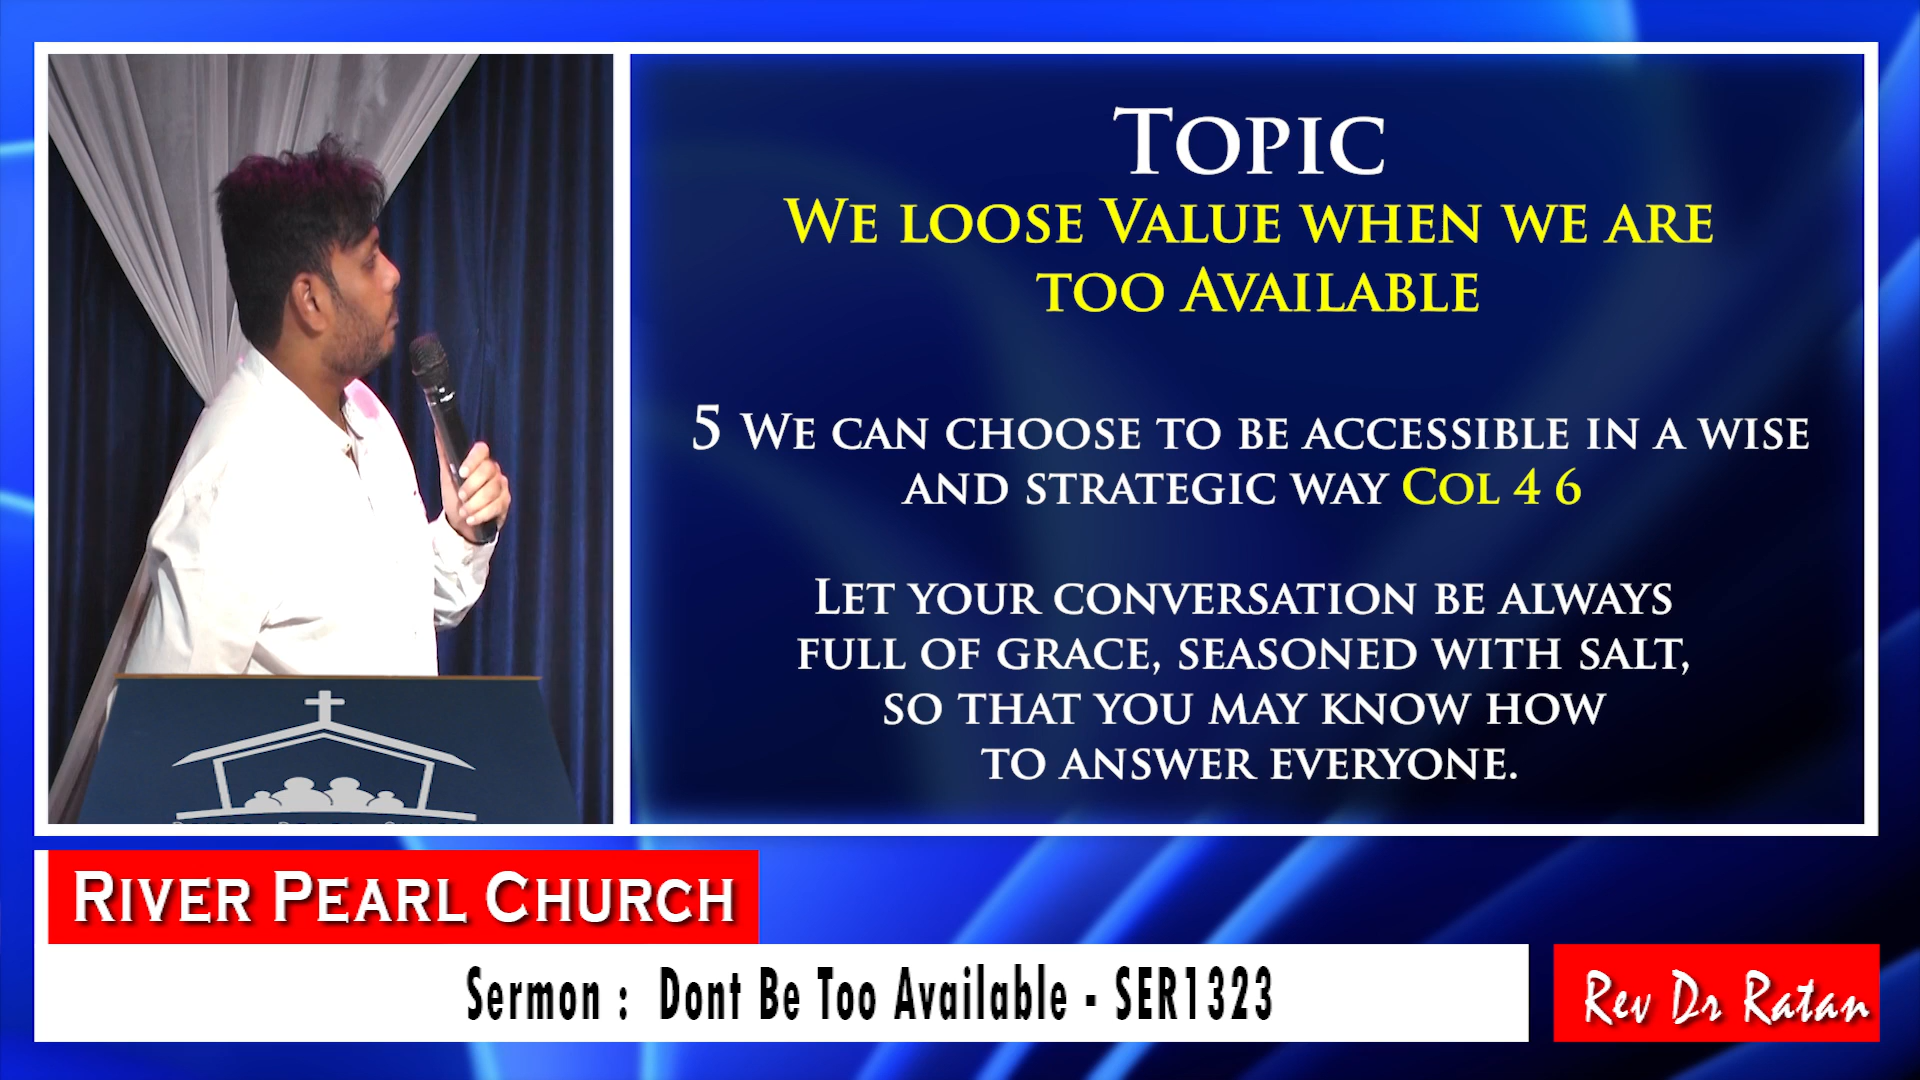 Topic
We loose Value when we are
too Available
5 We can choose to be accessible in a wise
and strategic way Col 4 6
Let your conversation be always
full of grace, seasoned with salt,
so that you may know how
to answer everyone.
River Pearl Church
Sermon : Dont Be Too Available - SER1323
Rev Dr Ratan